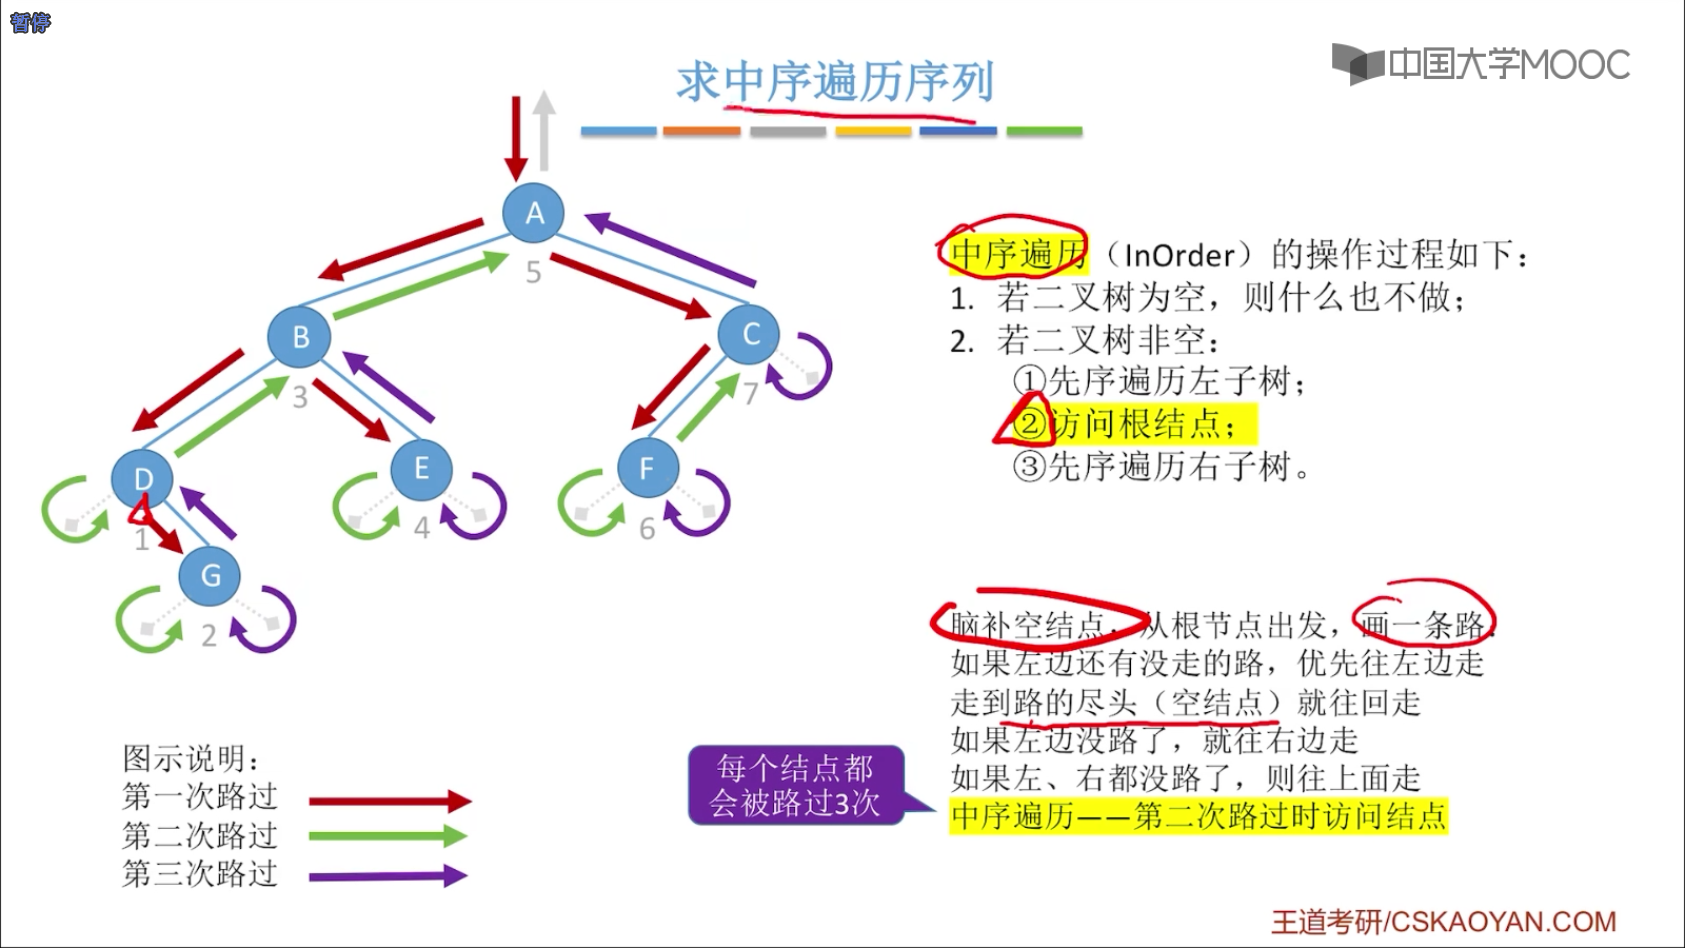 暂停
中国大学MOOC
求中序遍历序列
A
5
B
3
C
7
D
1
E
4
F
6
G
2
中序遍历（InOrder）的操作过程如下：
1. 若二叉树为空，则什么也不做；
2. 若二叉树非空：
①先序遍历左子树；
②访问根结点；
③先序遍历右子树。
脑补空结点，从根节点出发，画一条路：
如果左边还有没走的路，优先往左边走
走到路的尽头（空结点）就往回走
如果左边没路了，就往右边走
如果左、右都没路了，则往上面走
中序遍历——第二次路过时访问结点
每个结点都
会被路过3次
图示说明：
第一次路过
第二次路过
第三次路过
王道考研/CSKAOYAN.COM